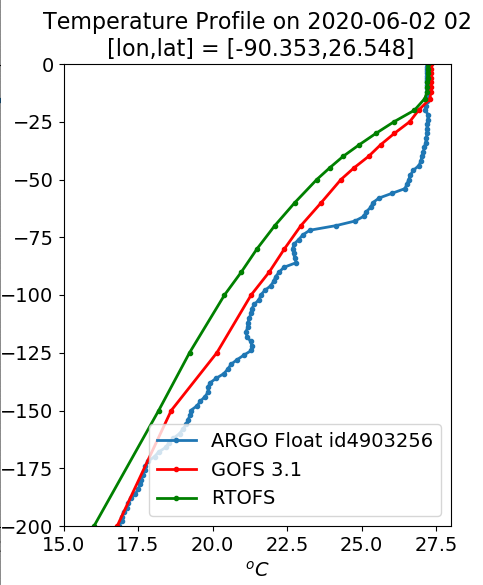 Temperature Profile on 2020-06-02 02
[lon,lat] = [-90.353,26.548]
0
−25
−50
−75
−100
−125
−150
−175
−200
ARGO Float id4903256
GOFS 3.1
RTOFS
15.0 17.5 20.0 22.5 25.0 27.5
°C